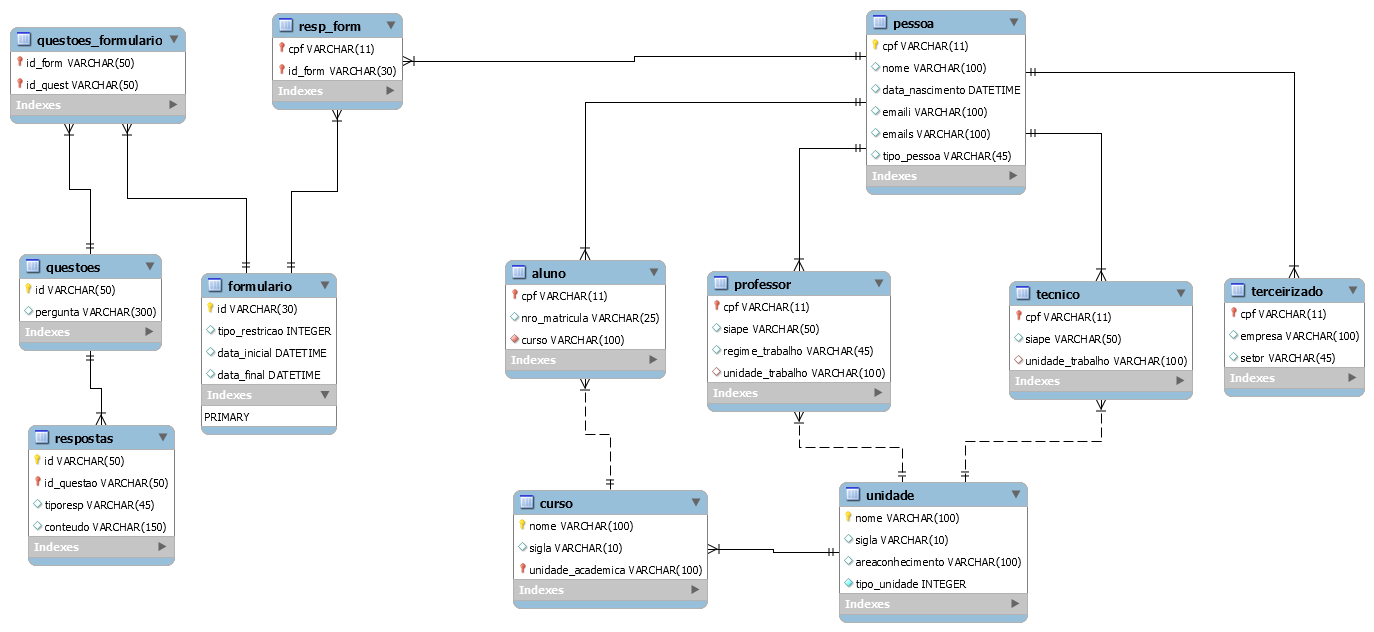 questoes_formulario
id_form VARCHAR(50)
id_quest VARCHAR(50)
Indexes
resp_form
cpf VARCHAR(11)
id_form VARCHAR(30)
Indexes
pessoa
cpf VARCHAR(11)
nome VARCHAR(100)
data_nascimento DATETIME
emaili VARCHAR(100)
emails VARCHAR(100)
tipo_pessoa VARCHAR(45)
Indexes
questoes
id VARCHAR(50)
pergunta VARCHAR(300)
Indexes
formulario
id VARCHAR(30)
tipo_restricao INTEGER
data_inicial DATETIME
data_final DATETIME
Indexes
PRIMARY
aluno
cpf VARCHAR(11)
nro_matricula VARCHAR(25)
curso VARCHAR(100)
Indexes
professor
cpf VARCHAR(11)
siape VARCHAR(50)
regime_trabalho VARCHAR(45)
unidade_trabalho VARCHAR(100)
Indexes
tecnico
cpf VARCHAR(11)
siape VARCHAR(50)
unidade_trabalho VARCHAR(100)
Indexes
terceirizado
cpf VARCHAR(11)
empresa VARCHAR(100)
setor VARCHAR(45)
Indexes
respostas
id VARCHAR(50)
id_questao VARCHAR(50)
tiporesp VARCHAR(45)
conteudo VARCHAR(150)
Indexes
curso
nome VARCHAR(100)
sigla VARCHAR(10)
unidade_academica VARCHAR(100)
Indexes
unidade
nome VARCHAR(100)
sigla VARCHAR(10)
areaconhecimento VARCHAR(100)
tipo_unidade INTEGER
Indexes